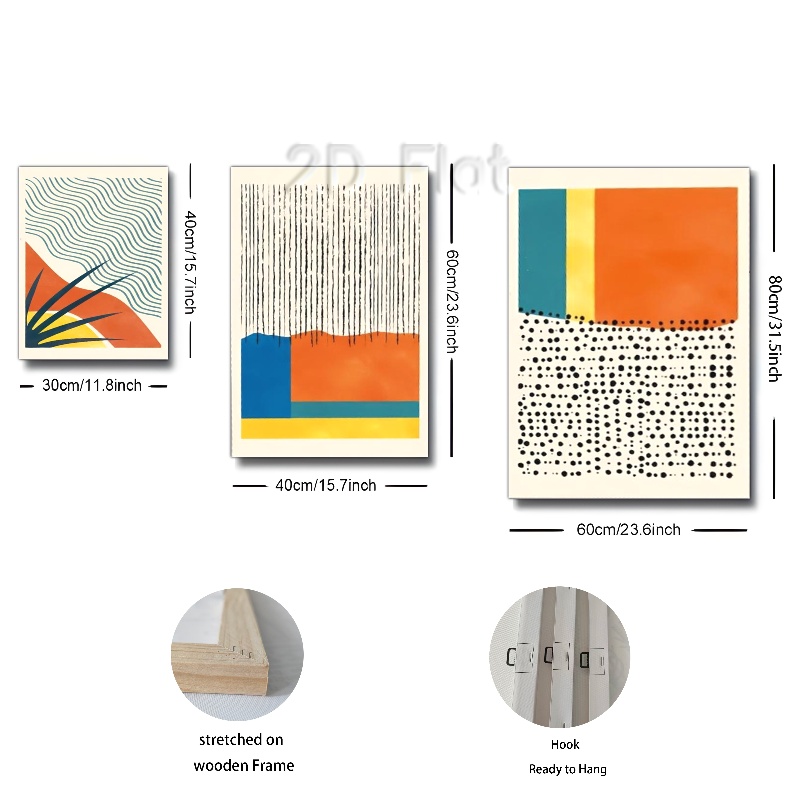 2D Flat
40cm/15.7inch
30cm/11.8inch
60cm/23.6inch
40cm/15.7inch
80cm/31.5inch
60cm/23.6inch
stretched on
wooden Frame
Hook
Ready to Hang